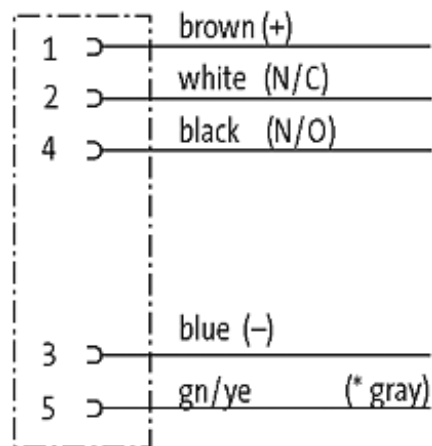 1 brown (+)
2 white (N/C)
4 black (N/O)
3 blue (–)
5 gn/ye (* gray)